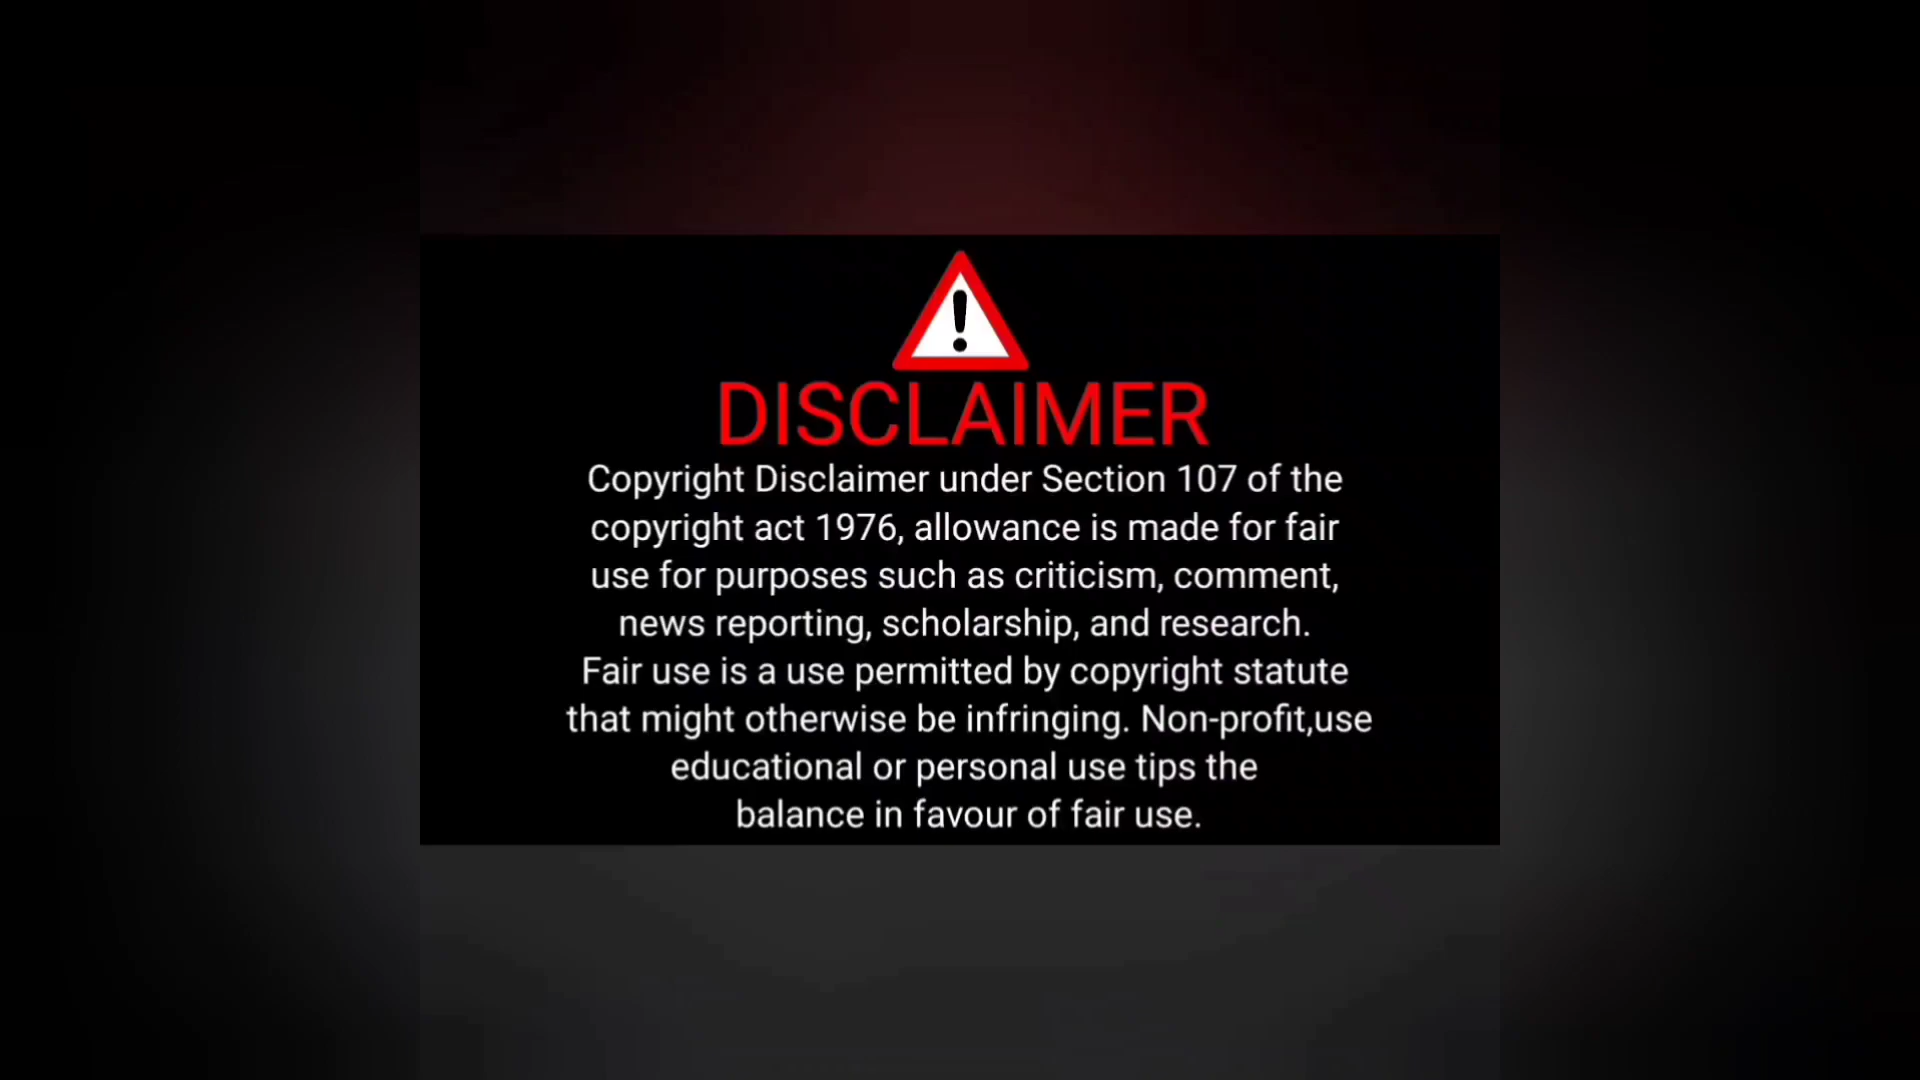 DISCLAIMER
Copyright Disclaimer under Section 107 of the
copyright act 1976, allowance is made for fair
use for purposes such as criticism, comment,
news reporting, scholarship, and research.
Fair use is a use permitted by copyright statute
that might otherwise be infringing. Non-profit,use
educational or personal use tips the
balance in favour of fair use.